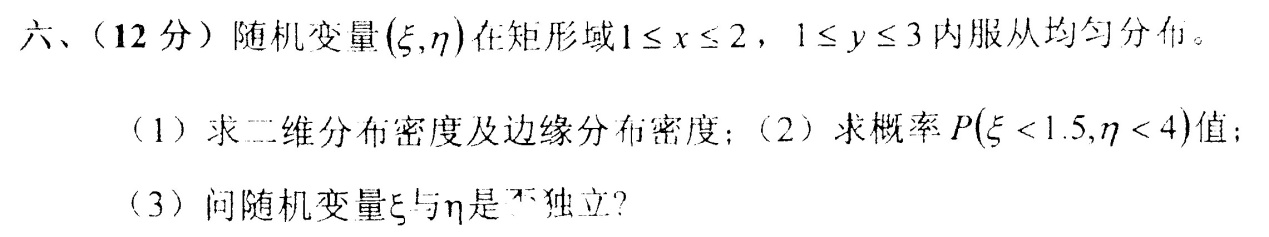 六、（12 分）随机变量(ξ,η)在矩形域1 ≤ x ≤ 2，1 ≤ y ≤ 3内服从均匀分布。
（1）求二维分布密度及边缘分布密度；（2）求概率 P(ξ < 1.5, η < 4)值；
（3）问随机变量ξ与η是否独立？